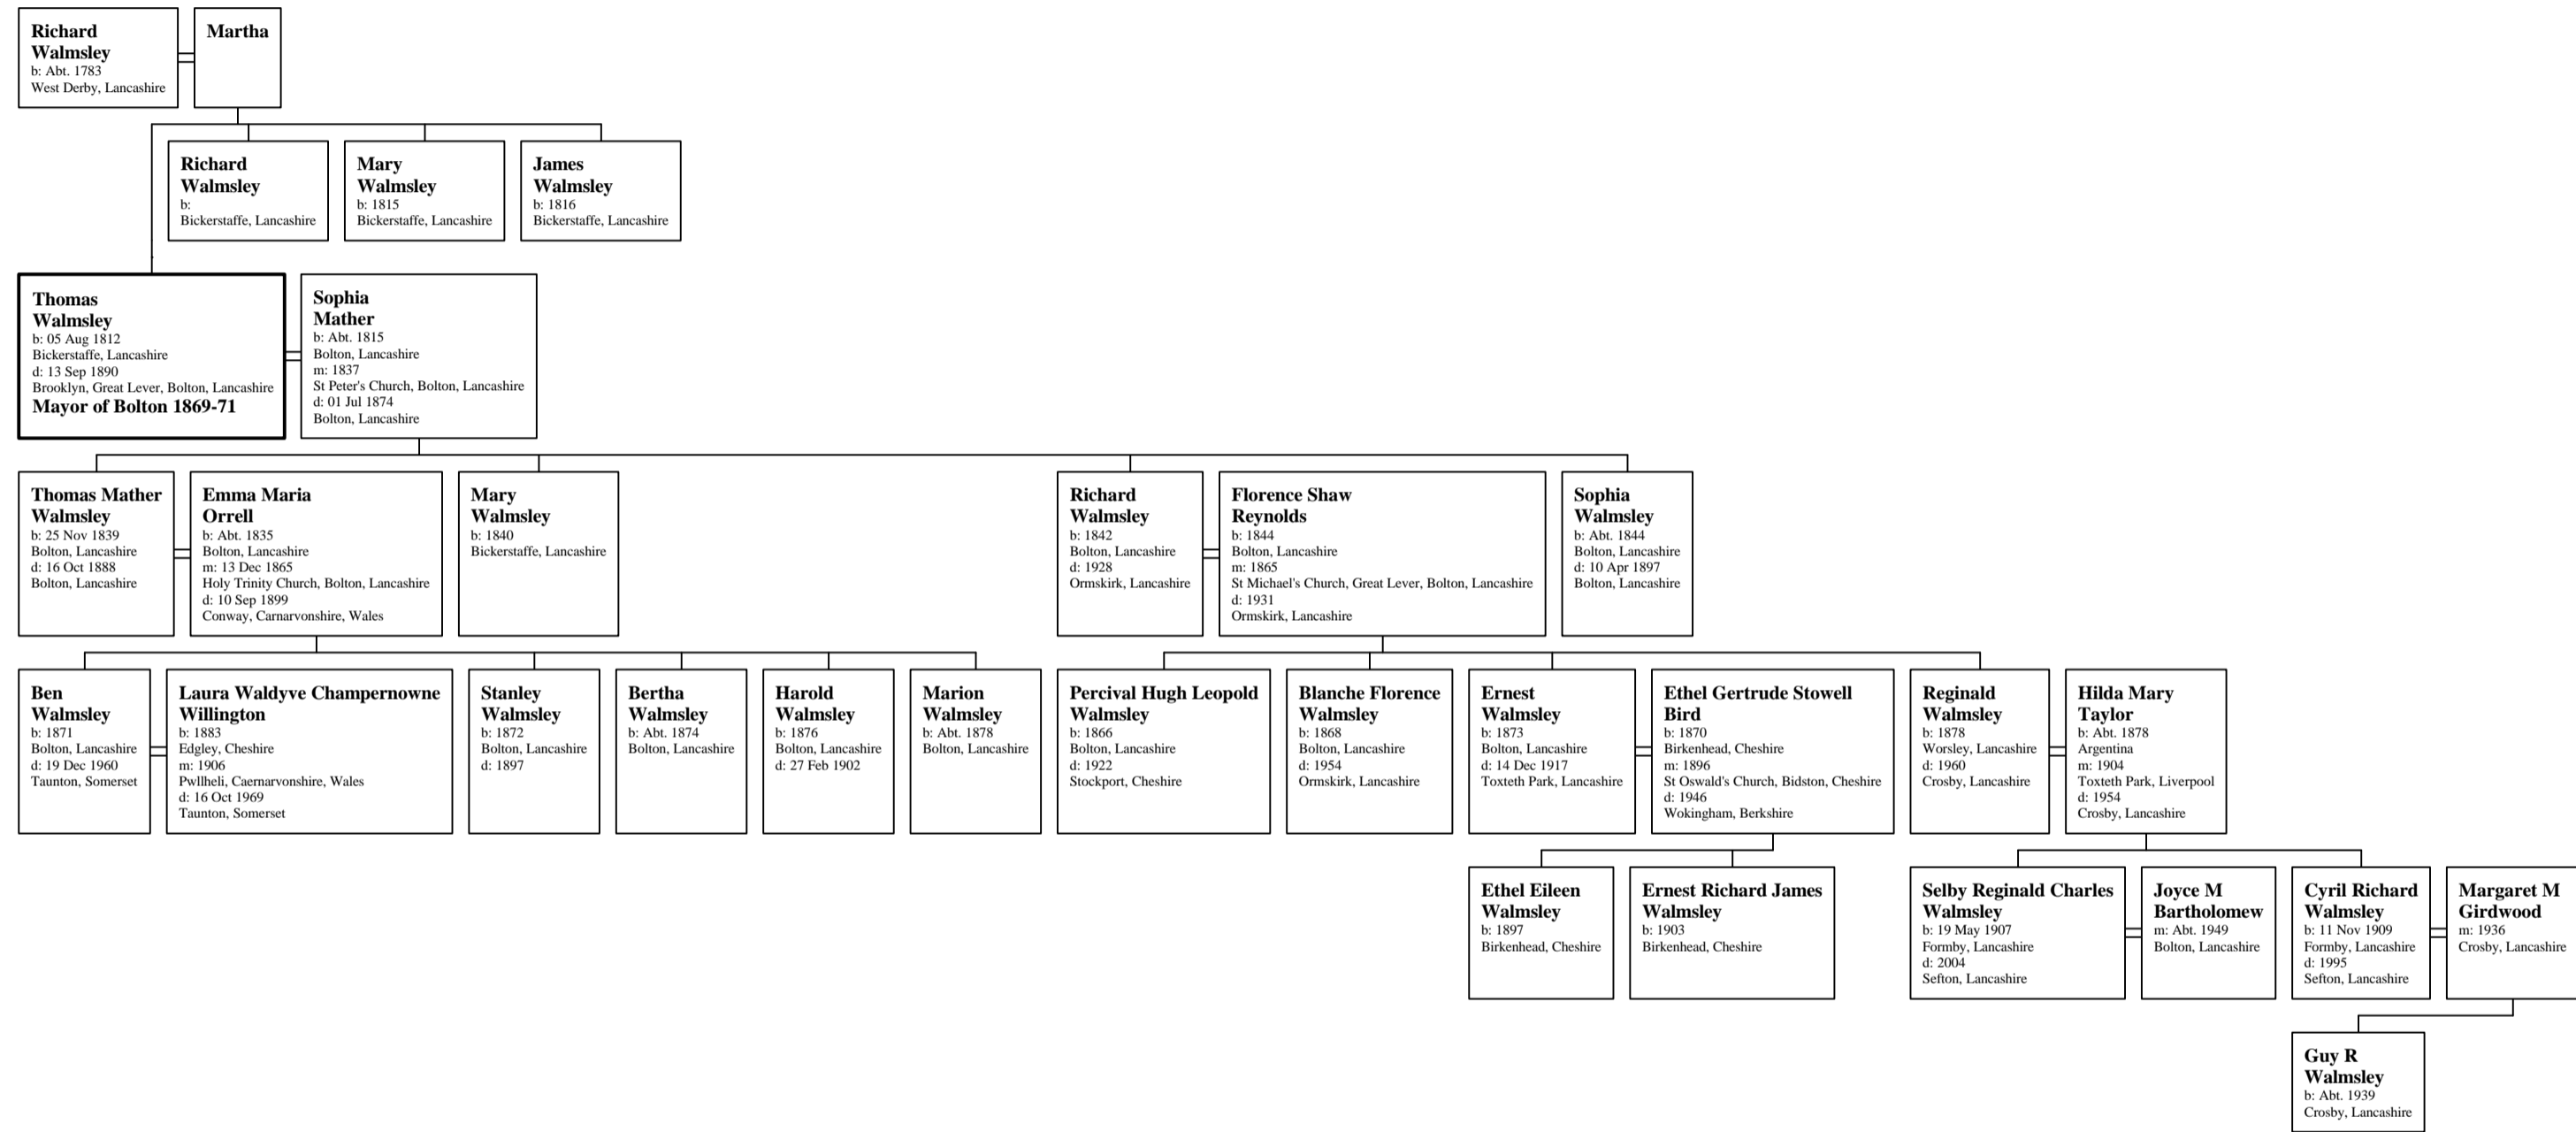 Richard
Walmsley
b: Abt. 1783
West Derby, Lancashire
Martha
Richard
Walmsley
b:
Bickerstaffe, Lancashire
Mary
Walmsley
b: 1815
Bickerstaffe, Lancashire
James
Walmsley
b: 1816
Bickerstaffe, Lancashire
Thomas
Walmsley
b: 05 Aug 1812
Bickerstaffe, Lancashire
d: 13 Sep 1890
Brooklyn, Great Lever, Bolton, Lancashire
Mayor of Bolton 1869-71
Sophia
Mather
b: Abt. 1815
Bolton, Lancashire
m: 1837
St Peter's Church, Bolton, Lancashire
d: 01 Jul 1874
Bolton, Lancashire
Thomas Mather
Walmsley
b: 25 Nov 1839
Bolton, Lancashire
d: 16 Oct 1888
Bolton, Lancashire
Emma Maria
Orrell
b: Abt. 1835
Bolton, Lancashire
m: 13 Dec 1865
Holy Trinity Church, Bolton, Lancashire
d: 10 Sep 1899
Conway, Carnarvonshire, Wales
Mary
Walmsley
b: 1840
Bickerstaffe, Lancashire
Richard
Walmsley
b: 1842
Bolton, Lancashire
d: 1928
Ormskirk, Lancashire
Florence Shaw
Reynolds
b: 1844
Bolton, Lancashire
m: 1865
St Michael's Church, Great Lever, Bolton, Lancashire
d: 1931
Ormskirk, Lancashire
Sophia
Walmsley
b: Abt. 1844
Bolton, Lancashire
d: 10 Apr 1897
Bolton, Lancashire
Ben
Walmsley
b: 1871
Bolton, Lancashire
d: 19 Dec 1960
Taunton, Somerset
Laura Waldyve Champernowne
Willington
b: 1883
Edgley, Cheshire
m: 1906
Pwllheli, Caernarvonshire, Wales
d: 16 Oct 1969
Taunton, Somerset
Stanley
Walmsley
b: 1872
Bolton, Lancashire
d: 1897
Bertha
Walmsley
b: Abt. 1874
Bolton, Lancashire
Harold
Walmsley
b: 1876
Bolton, Lancashire
d: 27 Feb 1902
Marion
Walmsley
b: Abt. 1878
Bolton, Lancashire
Percival Hugh Leopold
Walmsley
b: 1866
Bolton, Lancashire
d: 1922
Stockport, Cheshire
Blanche Florence
Walmsley
b: 1868
Bolton, Lancashire
d: 1954
Ormskirk, Lancashire
Ernest
Walmsley
b: 1873
Bolton, Lancashire
d: 14 Dec 1917
Toxteth Park, Lancashire
Ethel Gertrude Stowell
Bird
b: 1870
Birkenhead, Cheshire
m: 1896
St Oswald's Church, Bidston, Cheshire
d: 1946
Wokingham, Berkshire
Reginald
Walmsley
b: 1878
Worsley, Lancashire
d: 1960
Crosby, Lancashire
Hilda Mary
Taylor
b: Abt. 1878
Argentina
m: 1904
Toxteth Park, Liverpool
d: 1954
Crosby, Lancashire
Ethel Eileen
Walmsley
b: 1897
Birkenhead, Cheshire
Ernest Richard James
Walmsley
b: 1903
Birkenhead, Cheshire
Selby Reginald Charles
Walmsley
b: 19 May 1907
Formby, Lancashire
d: 2004
Sefton, Lancashire
Joyce M
Bartholomew
m: Abt. 1949
Bolton, Lancashire
Cyril Richard
Walmsley
b: 11 Nov 1909
Formby, Lancashire
d: 1995
Sefton, Lancashire
Margaret M
Girdwood
m: 1936
Crosby, Lancashire
Guy R
Walmsley
b: Abt. 1939
Crosby, Lancashire